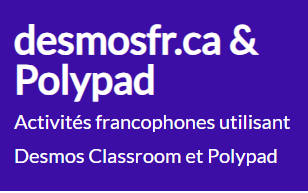 desmosfr.ca &
Polypad
Activités francophones utilisant
Desmos Classroom et Polypad